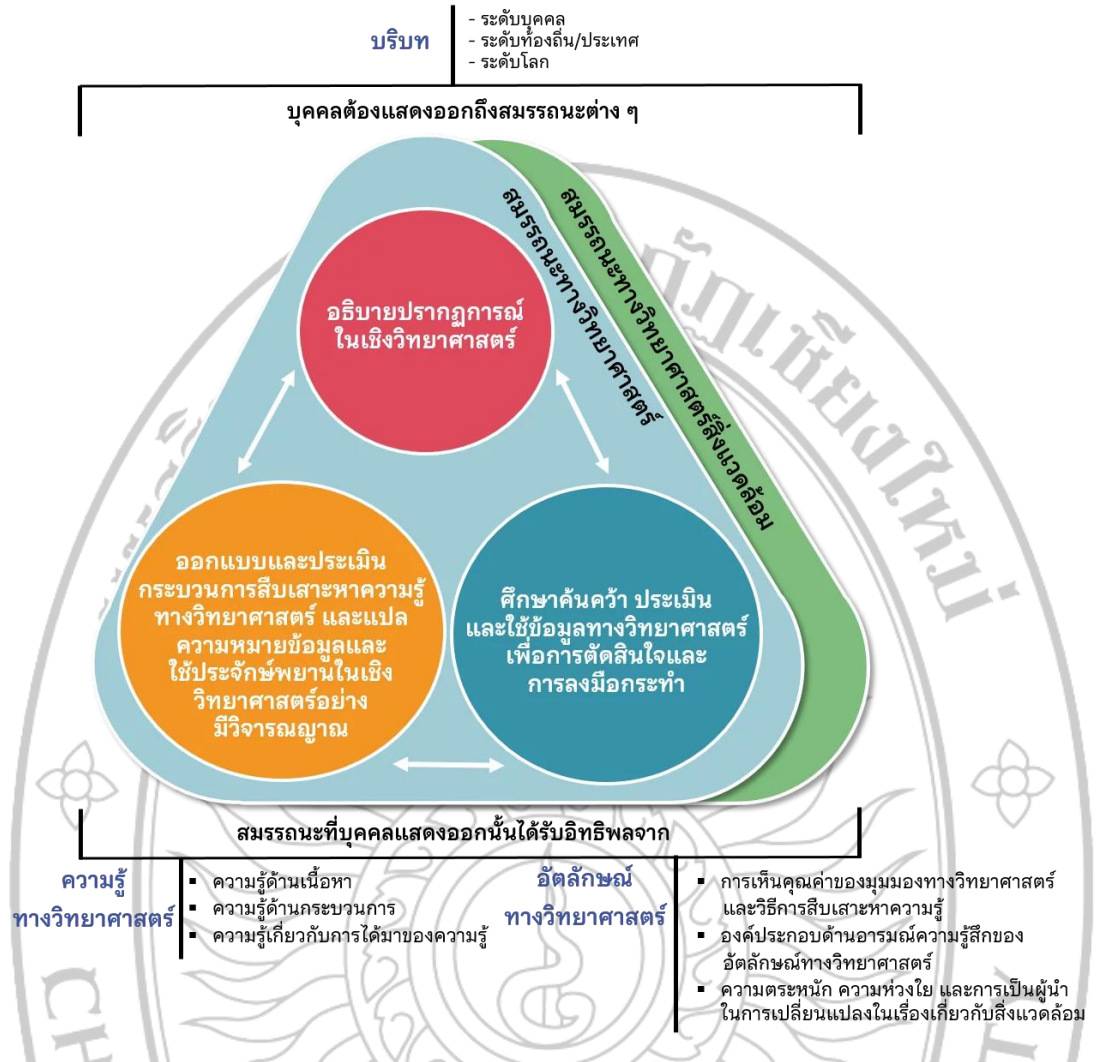 บริบท
- ระดับบุคคล
- ระดับท้องถิ่น/ประเทศ
- ระดับโลก
บุคคลต้องแสดงออกถึงสมรรถนะต่าง ๆ
สมรรถนะทางวิทยาศาสตร์
สมรรถนะทางวิทยาศาสตร์สิ่งแวดล้อม
อธิบายปรากฏการณ์
ในเชิงวิทยาศาสตร์
ออกแบบและประเมิน
กระบวนการสืบเสาะหาความรู้
ทางวิทยาศาสตร์ และแปล
ความหมายข้อมูลและ
ใช้ประจักษ์พยานในเชิง
วิทยาศาสตร์อย่าง
มีวิจารณญาณ
ศึกษาค้นคว้า ประเมิน
และใช้ข้อมูลทางวิทยาศาสตร์
เพื่อการตัดสินใจและ
การลงมือกระทำ
สมรรถนะที่บุคคลแสดงออกนั้นได้รับอิทธิพลจาก
ความรู้
ทางวิทยาศาสตร์
▪ ความรู้ด้านเนื้อหา
▪ ความรู้ด้านกระบวนการ
▪ ความรู้เกี่ยวกับการได้มาของความรู้
อัตลักษณ์
ทางวิทยาศาสตร์
▪ การเห็นคุณค่าของมุมมองทางวิทยาศาสตร์
และวิธีการสืบเสาะหาความรู้
▪ องค์ประกอบด้านอารมณ์ความรู้สึกของ
อัตลักษณ์ทางวิทยาศาสตร์
▪ ความตระหนัก ความห่วงใย และการเป็นผู้นำ
ในการเปลี่ยนแปลงในเรื่องเกี่ยวกับสิ่งแวดล้อม